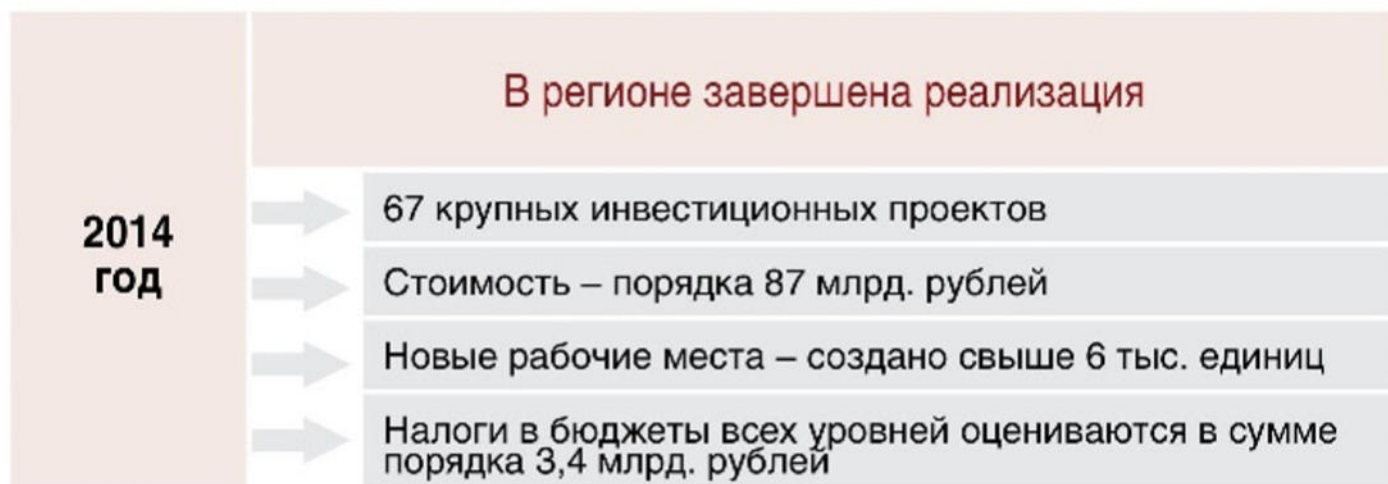 В регионе завершена реализация
2014
год
67 крупных инвестиционных проектов
Стоимость – порядка 87 млрд. рублей
Новые рабочие места – создано свыше 6 тыс. единиц
Налоги в бюджеты всех уровней оцениваются в сумме
порядка 3,4 млрд. рублей